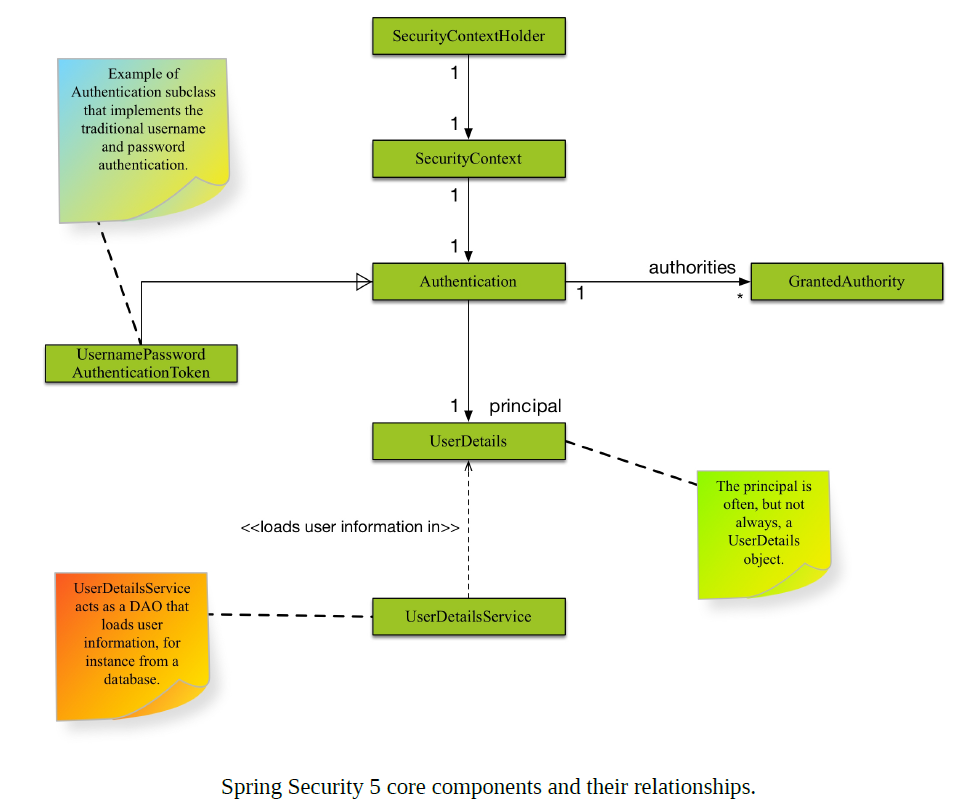 SecurityContextHolder
1
Example of
Authentication subclass
that implements the
traditional username
and password
authentication.
1
SecurityContext
1
1
Authentication
authorities
1
*
GrantedAuthority
UsernamePassword
AuthenticationToken
1
principal
UserDetails
The principal is
often, but not
always, a
UserDetails
object.
<<loads user information in>>
UserDetailsService
acts as a DAO that
loads user
information, for
instance from a
database.
UserDetailsService
Spring Security 5 core components and their relationships.